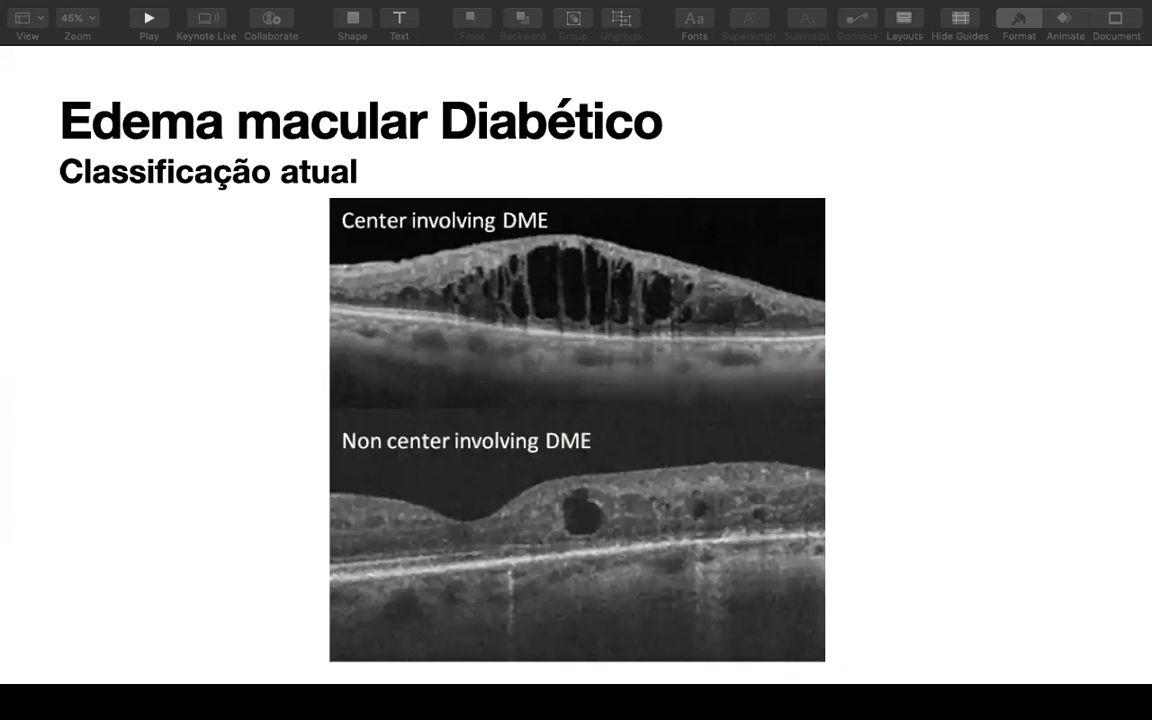 View
Zoom
45%
Play
Keynote Live
Collaborate
Shape
Text
Front
Backward
Group
Ungroup
Fonts
Superscript
Subscript
Connect
Layouts
Hide Guides
Format
Animate
Document
Edema macular Diabético
Classificação atual
Center involving DME
Non center involving DME